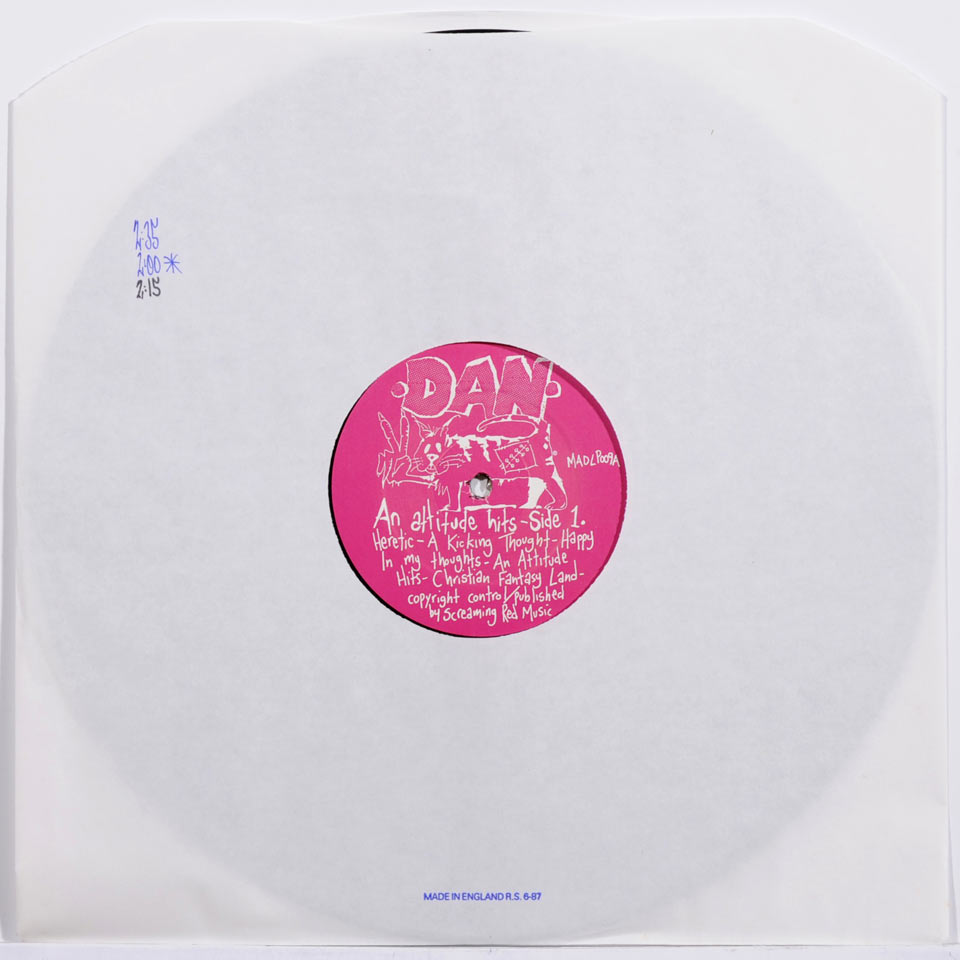 2:35
2:00 *
2:15
·DAN·
MADLP009A
An attitude hits - Side 1.
Heretic - A Kicking Thought - Happy
In my thoughts - An Attitude
Hits - Christian Fantasy Land -
copyright control/published
by Screaming Red Music
MADE IN ENGLAND R.S. 6-87